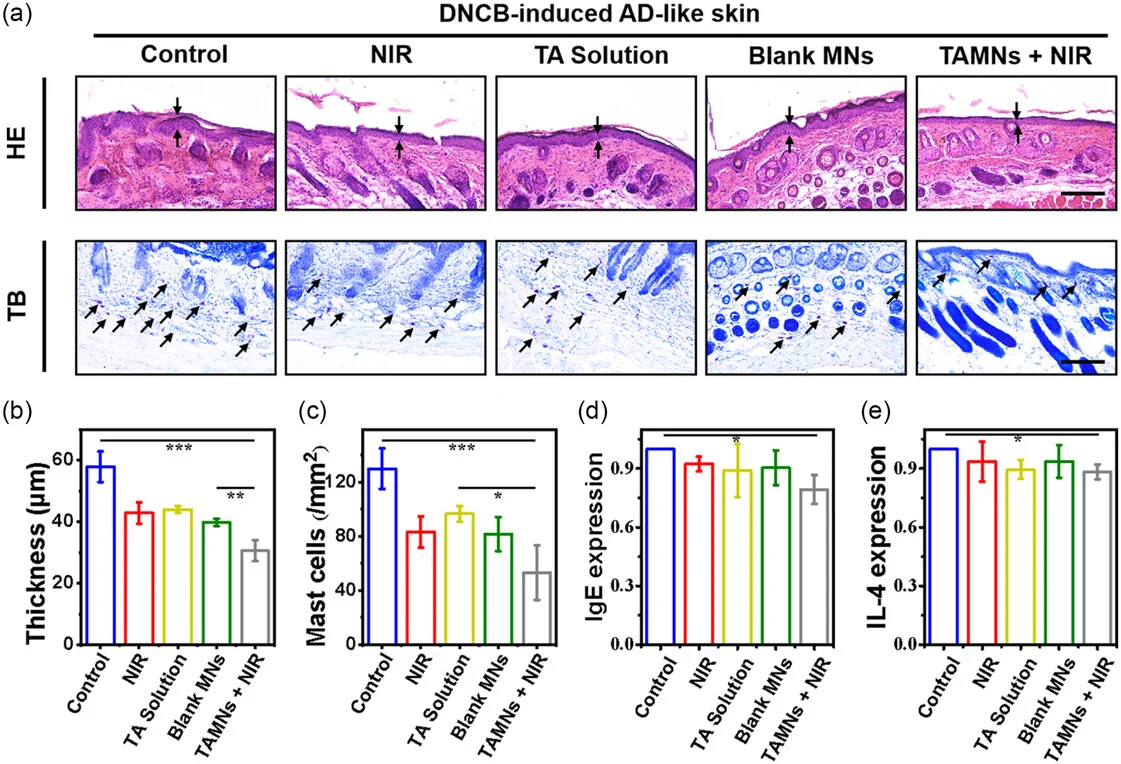 (a)
DNCB-induced AD-like skin
Control NIR TA Solution Blank MNs TAMNs + NIR
HE
TB
(b)
Thickness (μm)
60
40
20
0
***
**
Control
NIR
TA Solution
Blank MNs
TAMNs + NIR
(c)
Mast cells (/mm²)
120
80
40
0
***
*
Control
NIR
TA Solution
Blank MNs
TAMNs + NIR
(d)
IgE expression
0.9
0.6
0.3
0.0
*
Control
NIR
TA Solution
Blank MNs
TAMNs + NIR
(e)
IL-4 expression
0.9
0.6
0.3
0.0
*
Control
NIR
TA Solution
Blank MNs
TAMNs + NIR